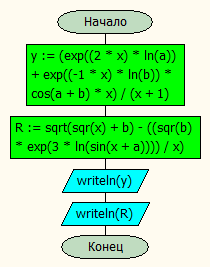 Начало
y := (exp((2 * x) * ln(a))
+ exp((-1 * x) * ln(b)) *
cos(a + b) * x) / (x + 1)
R := sqrt(sqr(x) + b) - ((sqr(b)
* exp(3 * ln(sin(x + a)))) / x)
writeln(y)
writeln(R)
Конец